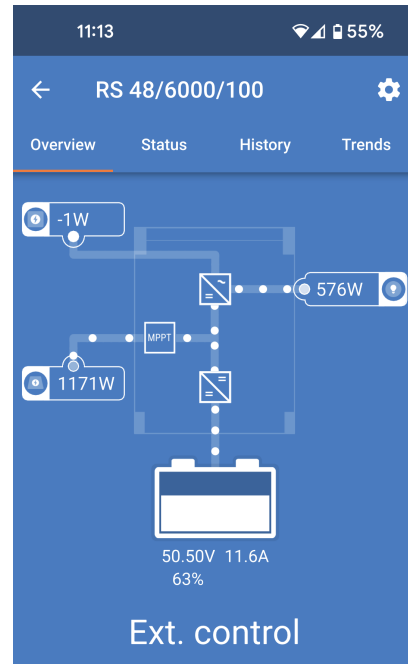 11:13 55%
RS 48/6000/100
Overview Status History Trends
-1W
576W
MPPT
1171W
50.50V 11.6A
63%
Ext. control